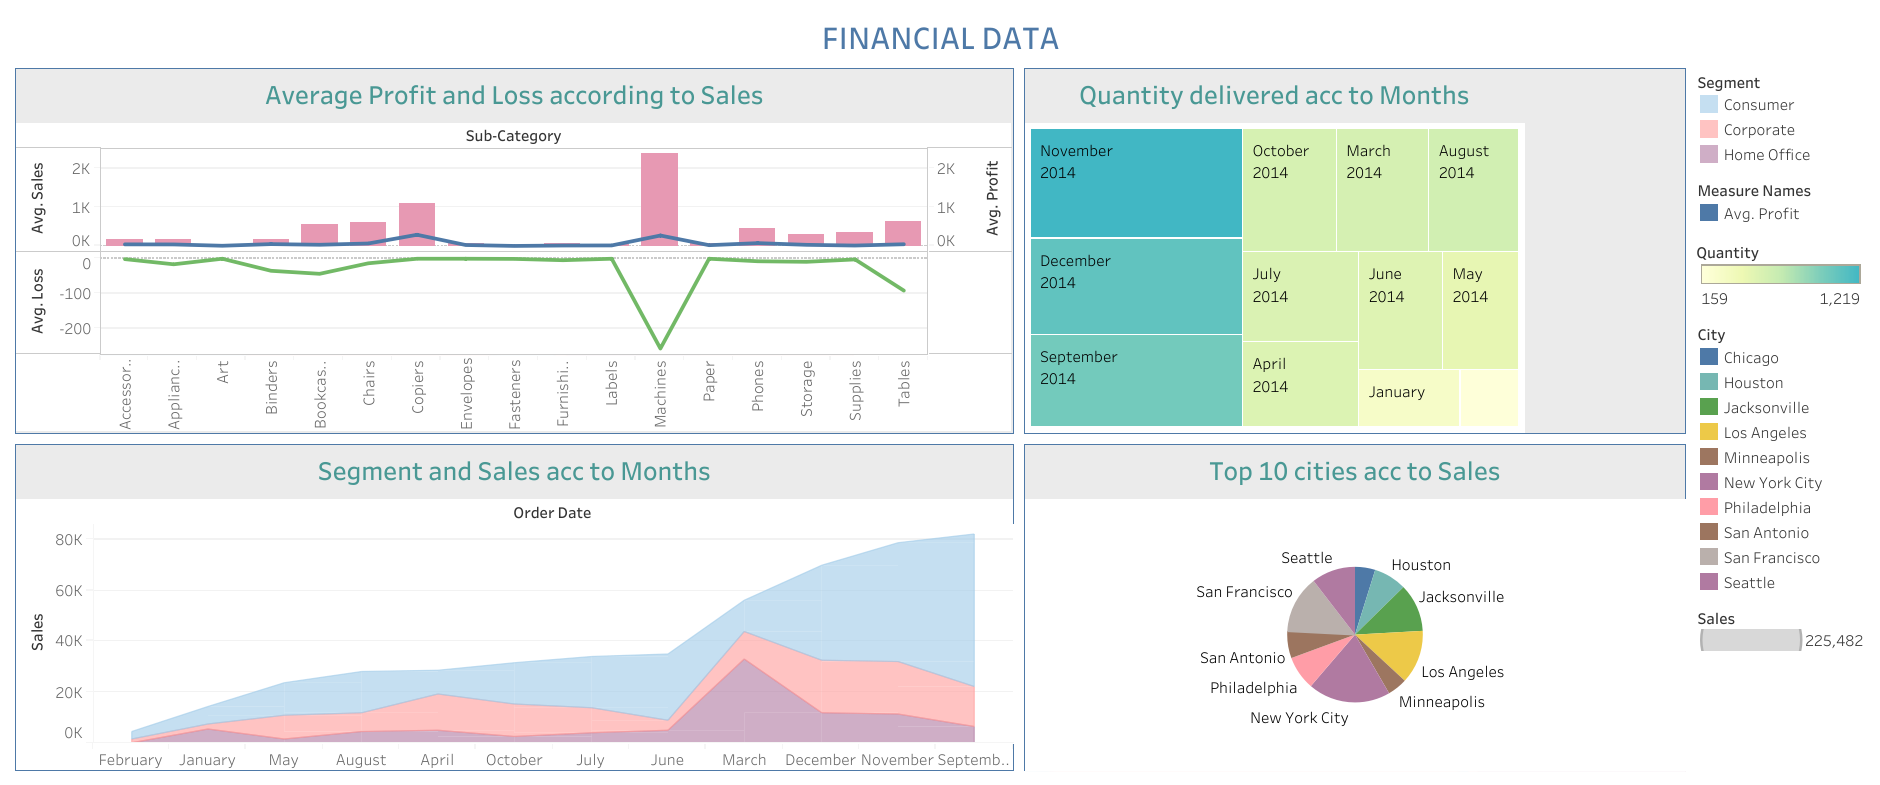 FINANCIAL DATA
Average Profit and Loss according to Sales
Sub-Category
Avg. Sales
2K
1K
0K
2K
1K
0K
Avg. Profit
Avg. Loss
0
-100
-200
Accessor..
Applianc..
Art
Binders
Bookcas..
Chairs
Copiers
Envelopes
Fasteners
Furnishi..
Labels
Machines
Paper
Phones
Storage
Supplies
Tables
Quantity delivered acc to Months
November
2014
December
2014
September
2014
October
2014
March
2014
August
2014
July
2014
June
2014
May
2014
April
2014
January
Segment and Sales acc to Months
Order Date
Sales
80K
60K
40K
20K
0K
February
January
May
August
April
October
July
June
March
December
November
Septemb..
Top 10 cities acc to Sales
Seattle
Houston
San Francisco
Jacksonville
San Antonio
Los Angeles
Philadelphia
Minneapolis
New York City
Segment
Consumer
Corporate
Home Office
Measure Names
Avg. Profit
Quantity
159
1,219
City
Chicago
Houston
Jacksonville
Los Angeles
Minneapolis
New York City
Philadelphia
San Antonio
San Francisco
Seattle
Sales
225,482